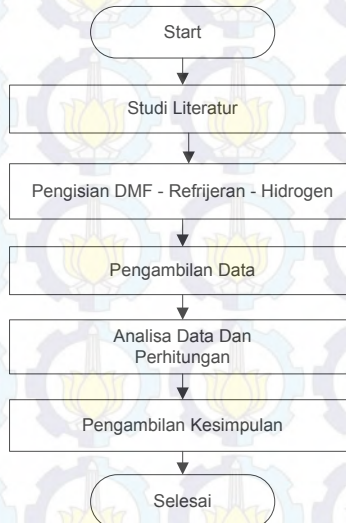 Start
Studi Literatur
Pengisian DMF - Refrijeran - Hidrogen
Pengambilan Data
Analisa Data Dan
Perhitungan
Pengambilan Kesimpulan
Selesai